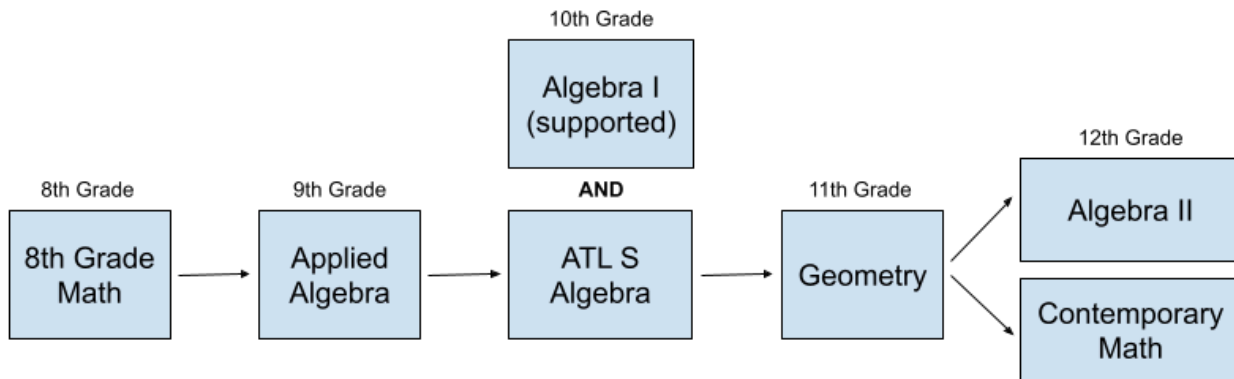 10th Grade
Algebra I
(supported)
12th Grade
8th Grade
9th Grade
AND
11th Grade
Algebra II
8th Grade
Math
Applied
Algebra
ATL S
Algebra
Geometry
Contemporary
Math